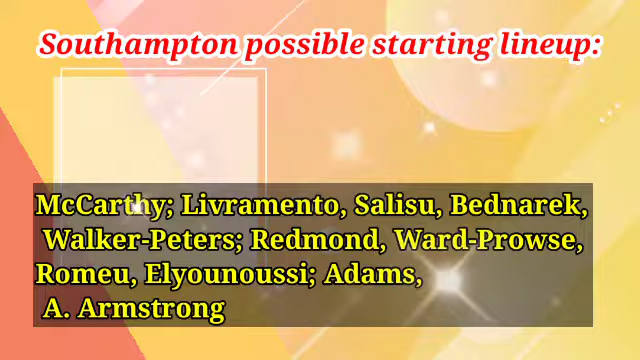 Southampton possible starting lineup:
McCarthy; Livramento, Salisu, Bednarek,
Walker-Peters; Redmond, Ward-Prowse,
Romeu, Elyounoussi; Adams,
A. Armstrong